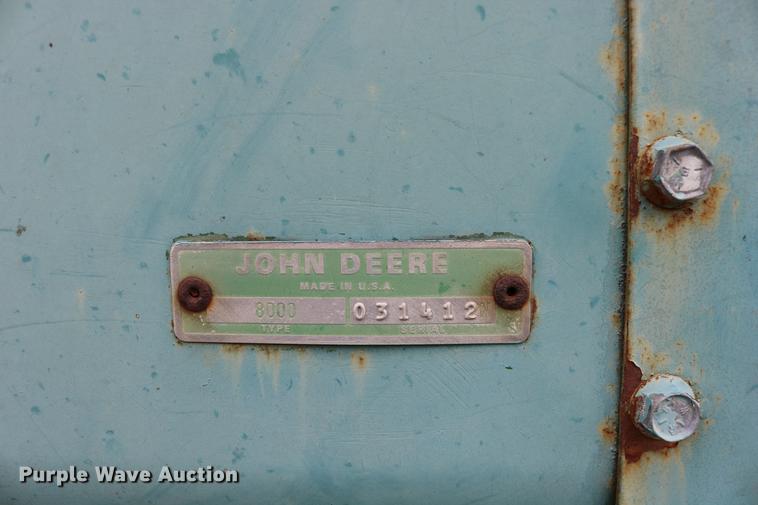 JOHN DEERE
MADE IN U.S.A.
8000 031412
TYPE SERIAL
Purple Wave Auction